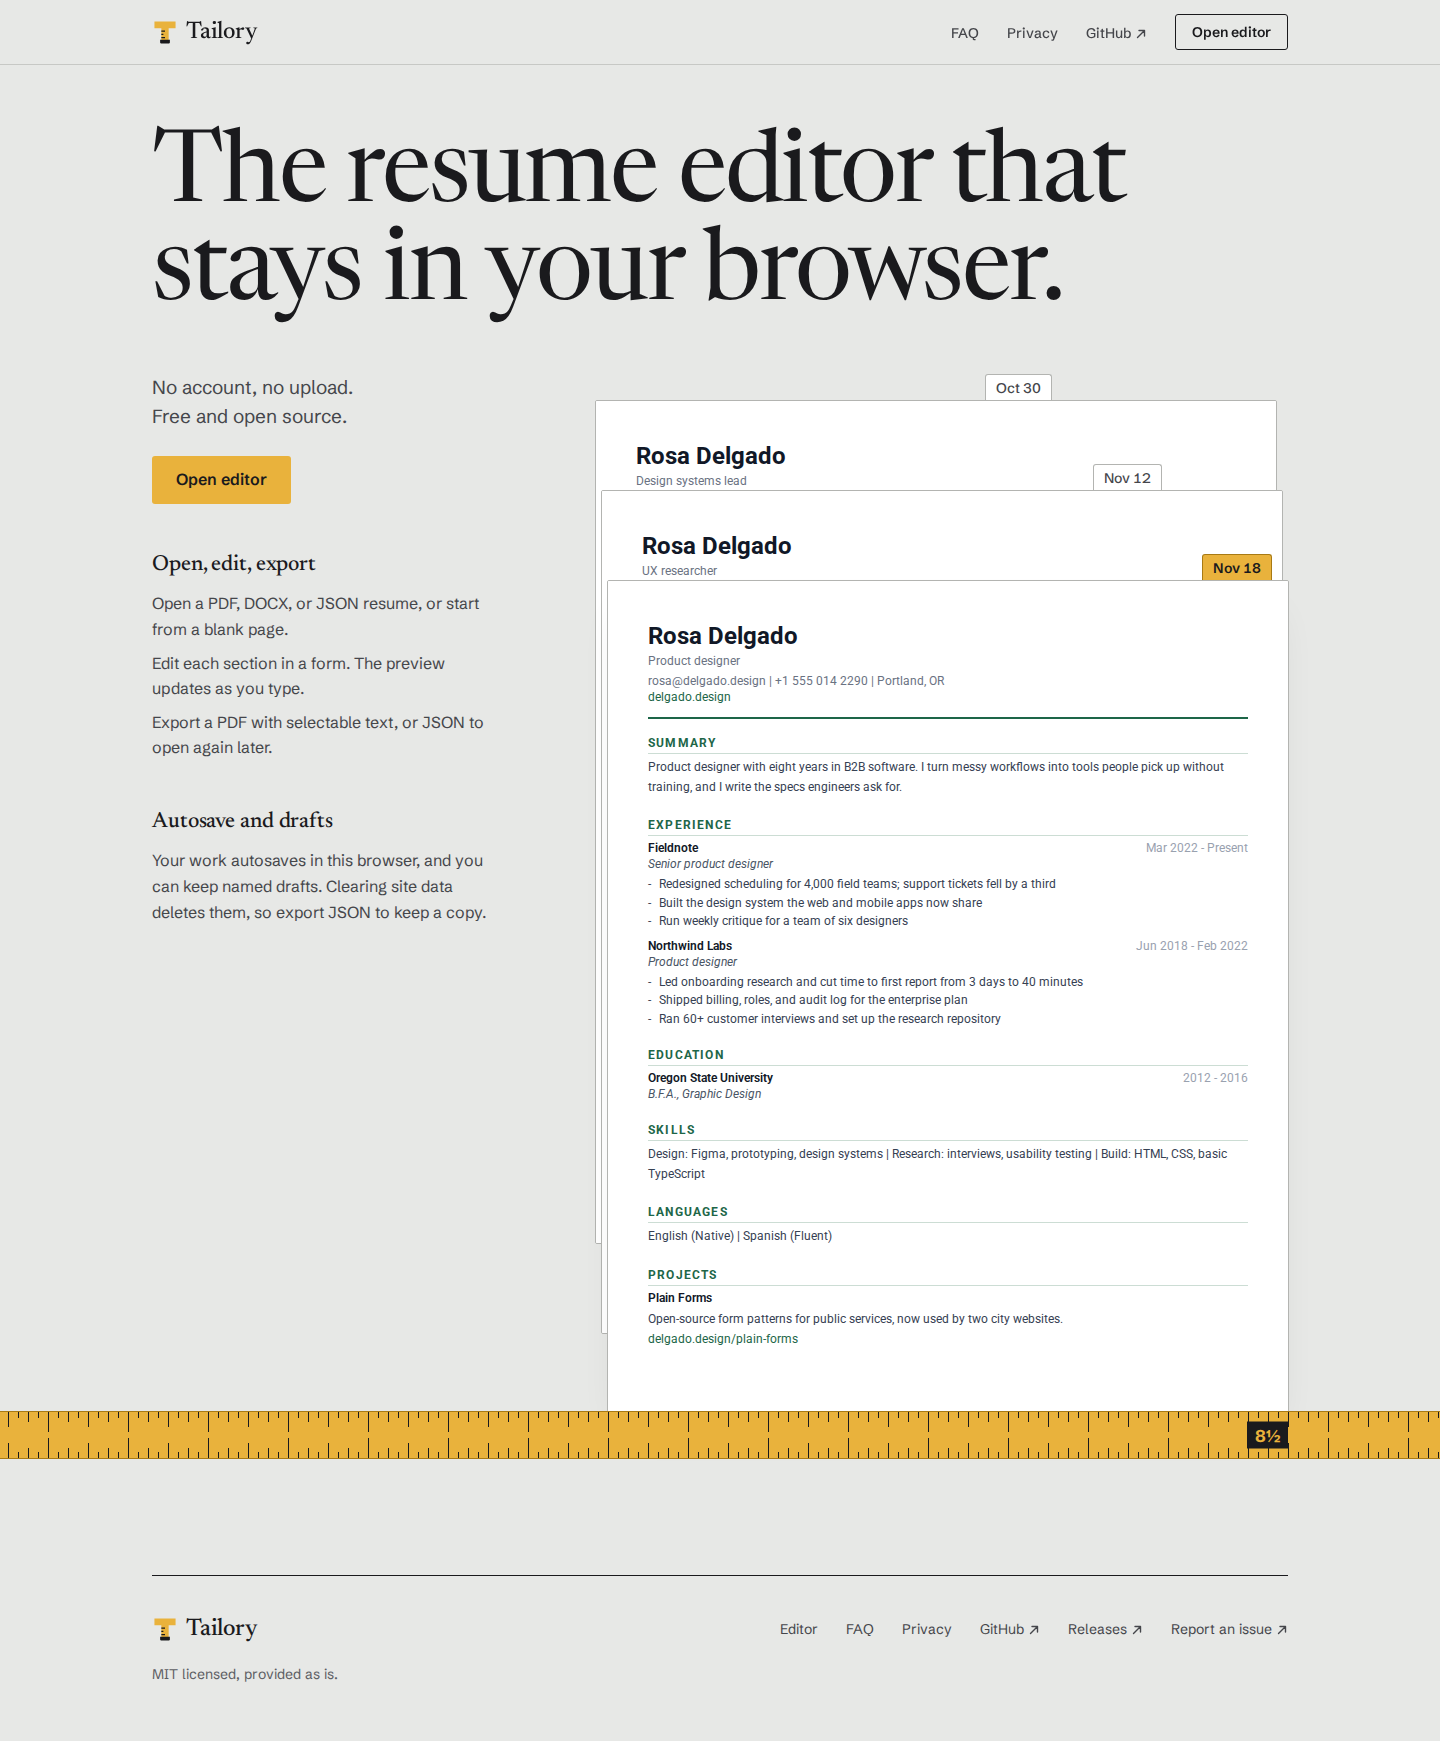 Tailory
FAQ Privacy GitHub ↗ Open editor
The resume editor that
stays in your browser.
No account, no upload.
Free and open source.
Open editor
Open, edit, export
Open a PDF, DOCX, or JSON resume, or start
from a blank page.
Edit each section in a form. The preview
updates as you type.
Export a PDF with selectable text, or JSON to
open again later.
Autosave and drafts
Your work autosaves in this browser, and you
can keep named drafts. Clearing site data
deletes them, so export JSON to keep a copy.
Oct 30
Rosa Delgado
Design systems lead
Nov 12
Rosa Delgado
UX researcher
Nov 18
Rosa Delgado
Product designer
rosa@delgado.design | +1 555 014 2290 | Portland, OR
delgado.design
SUMMARY
Product designer with eight years in B2B software. I turn messy workflows into tools people pick up without
training, and I write the specs engineers ask for.
EXPERIENCE
Fieldnote Mar 2022 - Present
Senior product designer
- Redesigned scheduling for 4,000 field teams; support tickets fell by a third
- Built the design system the web and mobile apps now share
- Run weekly critique for a team of six designers
Northwind Labs Jun 2018 - Feb 2022
Product designer
- Led onboarding research and cut time to first report from 3 days to 40 minutes
- Shipped billing, roles, and audit log for the enterprise plan
- Ran 60+ customer interviews and set up the research repository
EDUCATION
Oregon State University 2012 - 2016
B.F.A., Graphic Design
SKILLS
Design: Figma, prototyping, design systems | Research: interviews, usability testing | Build: HTML, CSS, basic
TypeScript
LANGUAGES
English (Native) | Spanish (Fluent)
PROJECTS
Plain Forms
Open-source form patterns for public services, now used by two city websites.
delgado.design/plain-forms
8½
Tailory
Editor FAQ Privacy GitHub ↗ Releases ↗ Report an issue ↗
MIT licensed, provided as is.